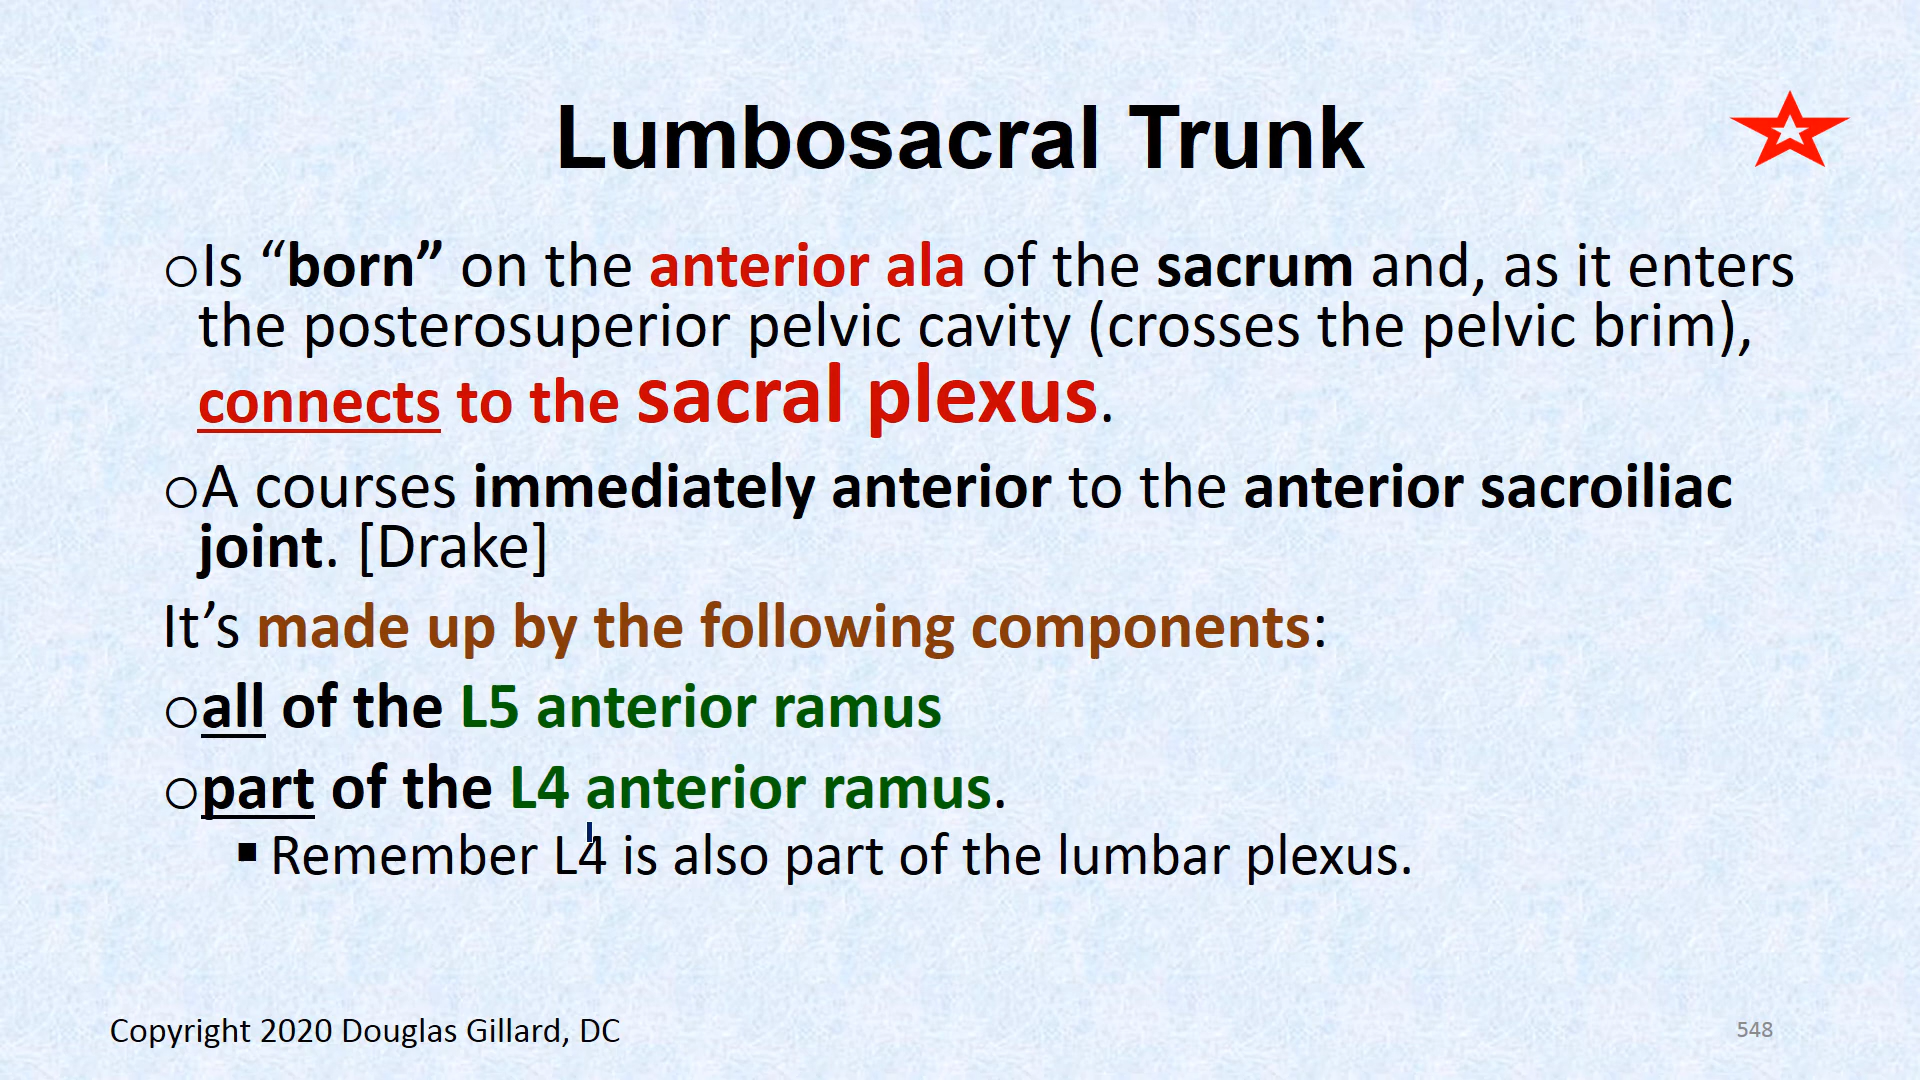 Lumbosacral Trunk
○Is “born” on the anterior ala of the sacrum and, as it enters
the posterosuperior pelvic cavity (crosses the pelvic brim),
connects to the sacral plexus.
○A courses immediately anterior to the anterior sacroiliac
joint. [Drake]
It’s made up by the following components:
○all of the L5 anterior ramus
○part of the L4 anterior ramus.
▪ Remember L4 is also part of the lumbar plexus.
Copyright 2020 Douglas Gillard, DC
548